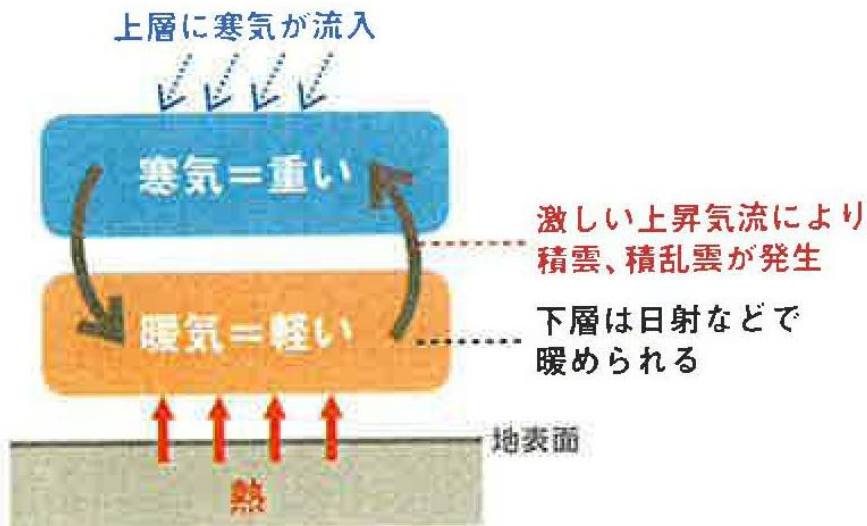 上層に寒気が流入
寒気＝重い
激しい上昇気流により
積雲、積乱雲が発生
暖気＝軽い
下層は日射などで
暖められる
地表面
熱